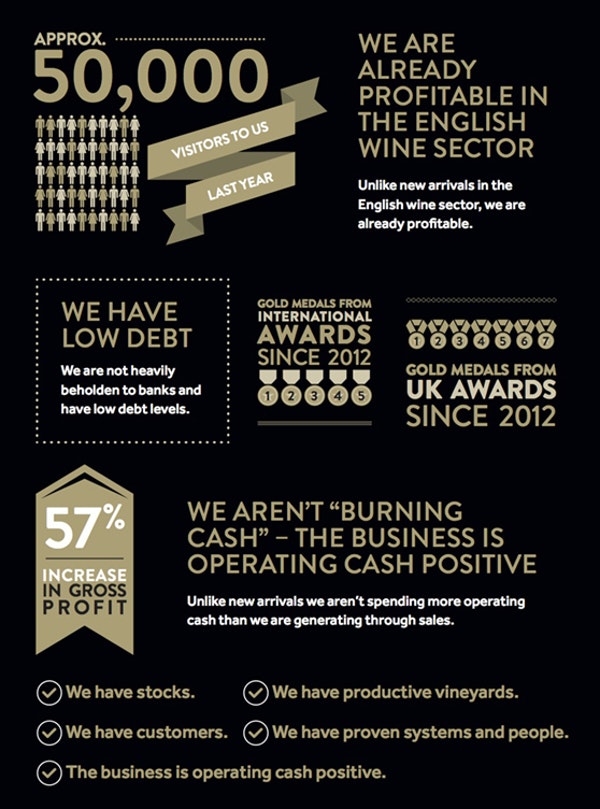 APPROX.
50,000
VISITORS TO US
LAST YEAR
WE ARE
ALREADY
PROFITABLE IN
THE ENGLISH
WINE SECTOR
Unlike new arrivals in the
English wine sector, we are
already profitable.
WE HAVE
LOW DEBT
We are not heavily
beholden to banks and
have low debt levels.
GOLD MEDALS FROM
INTERNATIONAL
AWARDS
SINCE 2012
1 2 3 4 5
1 2 3 4 5 6 7
GOLD MEDALS FROM
UK AWARDS
SINCE 2012
57%
INCREASE
IN GROSS
PROFIT
WE AREN'T “BURNING
CASH” – THE BUSINESS IS
OPERATING CASH POSITIVE
Unlike new arrivals we aren't spending more operating
cash than we are generating through sales.
We have stocks.
We have productive vineyards.
We have customers.
We have proven systems and people.
The business is operating cash positive.